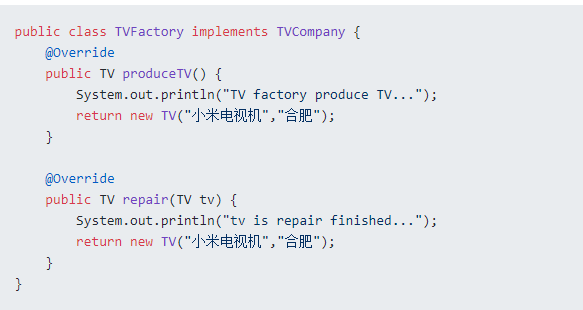 public class TVFactory implements TVCompany {
    @Override
    public TV produceTV() {
        System.out.println("TV factory produce TV...");
        return new TV("小米电视机","合肥");
    }

    @Override
    public TV repair(TV tv) {
        System.out.println("tv is repair finished...");
        return new TV("小米电视机","合肥");
    }
}